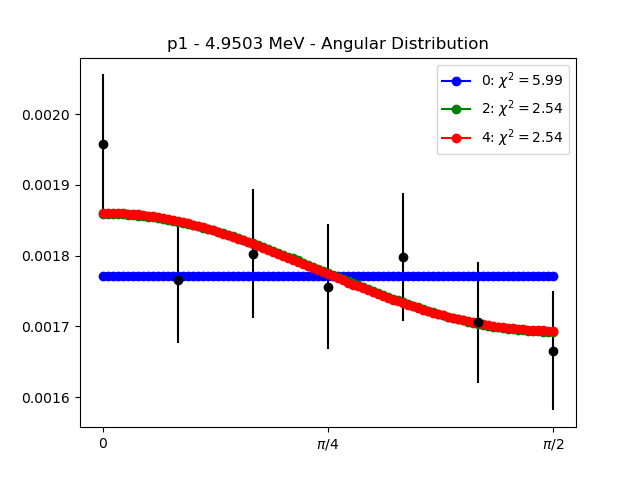 p1 - 4.9503 MeV - Angular Distribution
0: χ² = 5.99
2: χ² = 2.54
4: χ² = 2.54
0.0020
0.0019
0.0018
0.0017
0.0016
0
π/4
π/2